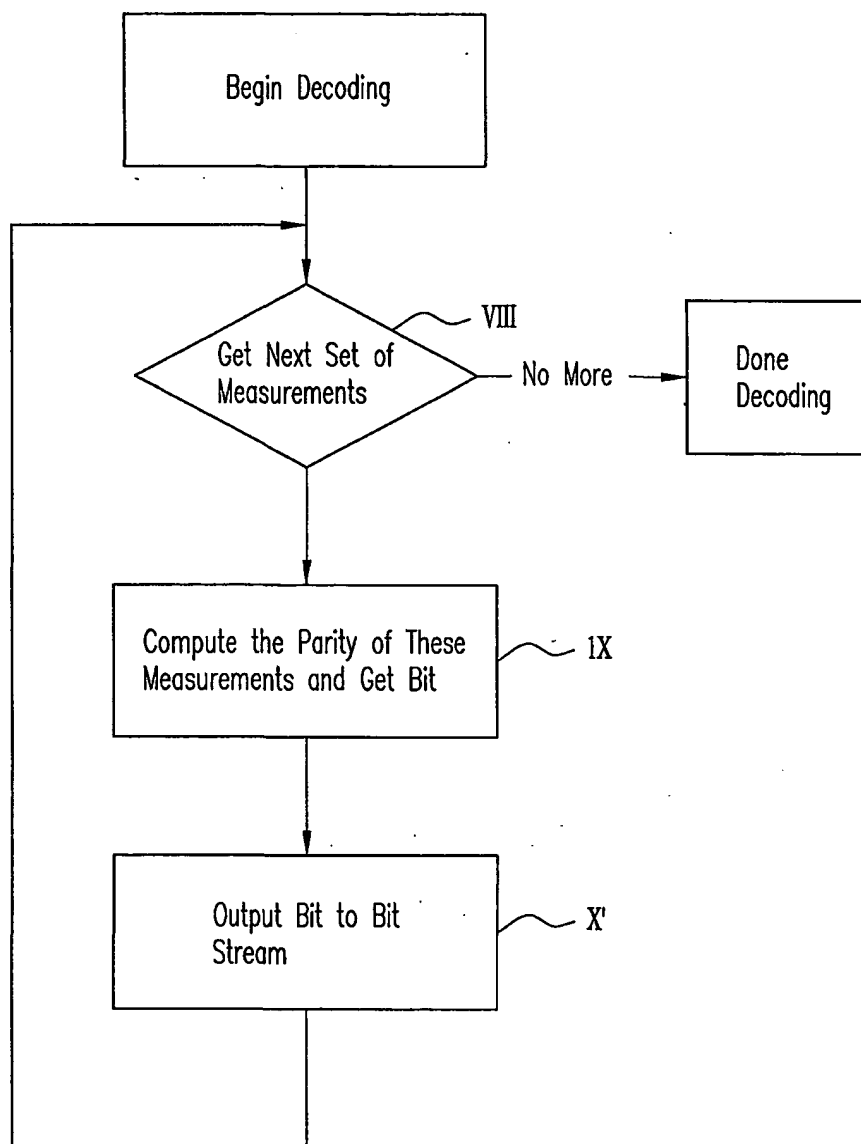 Begin Decoding
VIII
Get Next Set of
Measurements
No More
Done
Decoding
Compute the Parity of These
Measurements and Get Bit
1X
Output Bit to Bit
Stream
X'